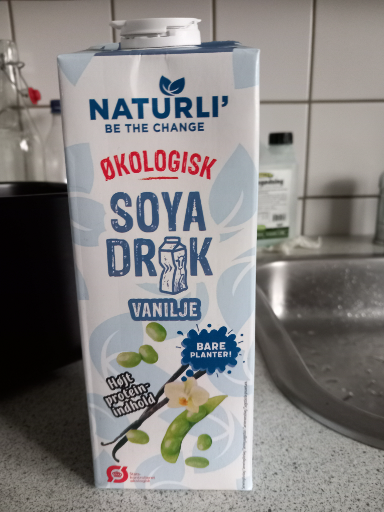 NATURLI'
BE THE CHANGE
ØKOLOGISK
SOYA
DRIK
VANILJE
BARE
PLANTER!
Højt
protein-
indhold
Ø